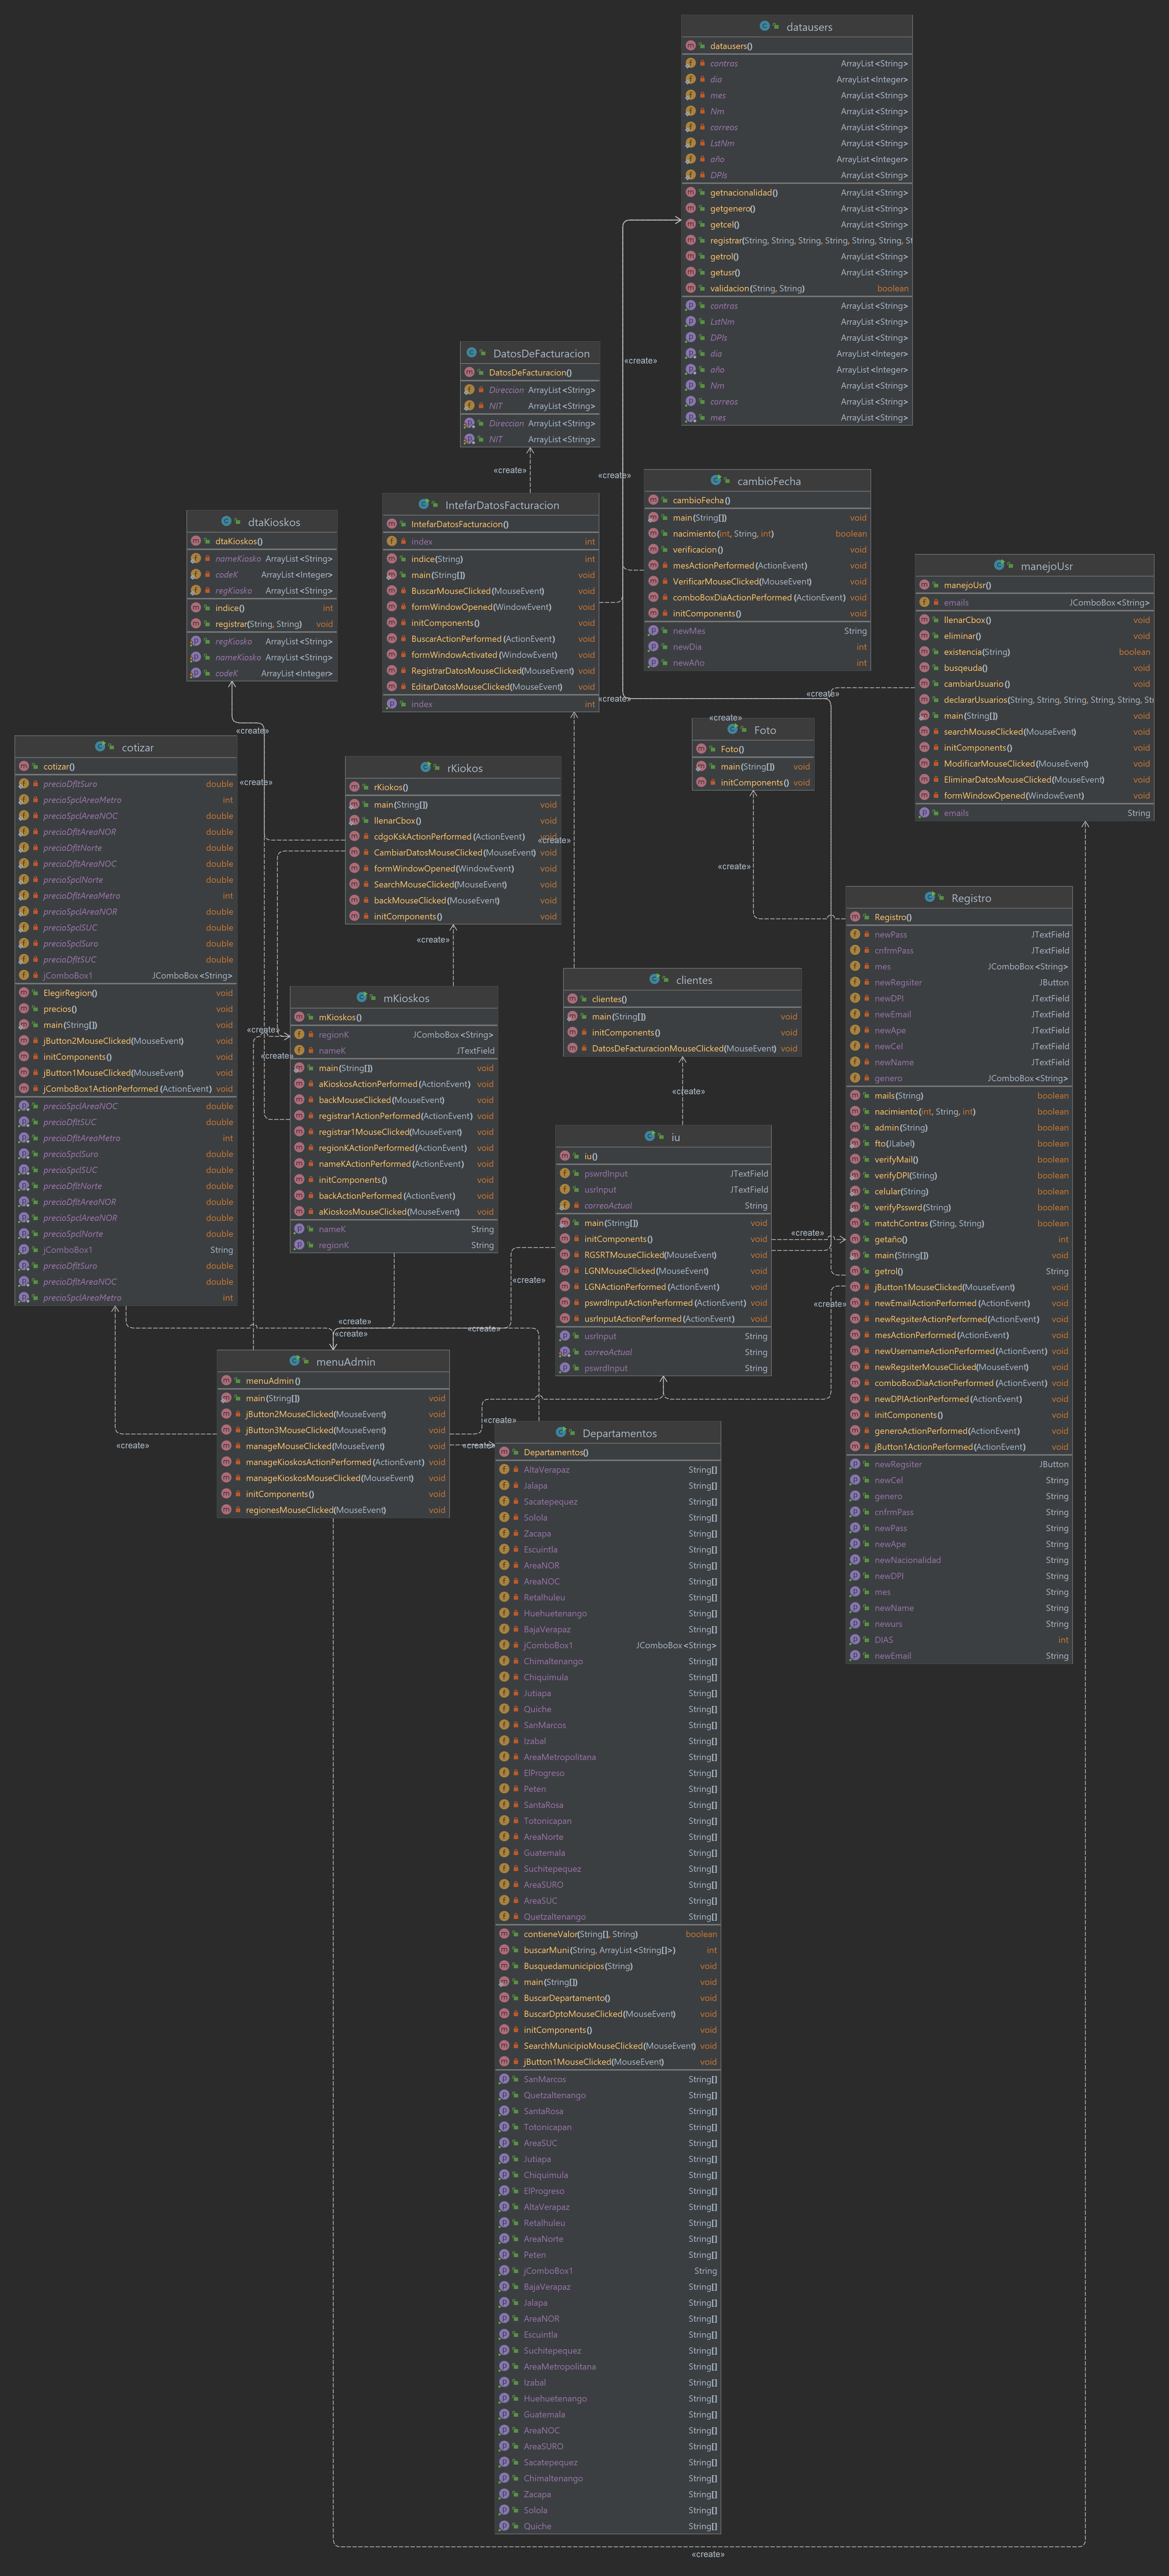 datausers
datausers()
contras ArrayList<String>
dia ArrayList<Integer>
mes ArrayList<String>
Nm ArrayList<String>
correos ArrayList<String>
LstNm ArrayList<String>
año ArrayList<Integer>
DPIs ArrayList<String>
getnacionalidad() ArrayList<String>
getgenero() ArrayList<String>
getcel() ArrayList<String>
registrar(String, String, String, String, String, String, St
getrol() ArrayList<String>
getusr() ArrayList<String>
validacion(String, String) boolean
contras ArrayList<String>
LstNm ArrayList<String>
DPIs ArrayList<String>
dia ArrayList<Integer>
año ArrayList<Integer>
Nm ArrayList<String>
correos ArrayList<String>
mes ArrayList<String>
«create»
DatosDeFacturacion
DatosDeFacturacion()
Direccion ArrayList<String>
NIT ArrayList<String>
Direccion ArrayList<String>
NIT ArrayList<String>
«create»
«create»
cambioFecha
cambioFecha()
main(String[]) void
nacimiento(int, String, int) boolean
verificacion() void
mesActionPerformed(ActionEvent) void
VerificarMouseClicked(MouseEvent) void
comboBoxDiaActionPerformed(ActionEvent) void
initComponents() void
newMes String
newDia int
newAño int
IntefarDatosFacturacion
IntefarDatosFacturacion()
index int
indice(String) int
main(String[]) void
BuscarMouseClicked(MouseEvent) void
formWindowOpened(WindowEvent) void
initComponents() void
BuscarActionPerformed(ActionEvent) void
formWindowActivated(WindowEvent) void
RegistrarDatosMouseClicked(MouseEvent) void
EditarDatosMouseClicked(MouseEvent) void
index int
dtaKioskos
dtaKioskos()
nameKiosko ArrayList<String>
codeK ArrayList<Integer>
regKiosko ArrayList<String>
indice() int
registrar(String, String) void
regKiosko ArrayList<String>
nameKiosko ArrayList<String>
codeK ArrayList<Integer>
manejoUsr
manejoUsr()
emails JComboBox<String>
llenarCbox() void
eliminar() void
existencia(String) boolean
busqeuda() void
cambiarUsuario() void
declararUsuarios(String, String, String, String, String, St
main(String[]) void
searchMouseClicked(MouseEvent) void
initComponents() void
ModificarMouseClicked(MouseEvent) void
EliminarDatosMouseClicked(MouseEvent) void
formWindowOpened(WindowEvent) void
emails String
«create»
«create»
«create»
Foto
Foto()
main(String[]) void
initComponents() void
«create»
«create»
cotizar
cotizar()
precioDfltSuro double
precioSpclAreaMetro int
precioSpclAreaNOC double
precioDfltAreaNOR double
precioDfltNorte double
precioDfltAreaNOC double
precioSpclNorte double
precioDfltAreaMetro int
precioSpclAreaNOR double
precioSpclSUC double
precioSpclSuro double
precioDfltSUC double
jComboBox1 JComboBox<String>
ElegirRegion() void
precios() void
main(String[]) void
jButton2MouseClicked(MouseEvent) void
initComponents() void
jButton1MouseClicked(MouseEvent) void
jComboBox1ActionPerformed(ActionEvent) void
precioSpclAreaNOC double
precioDfltSUC double
precioDfltAreaMetro int
precioSpclSuro double
precioSpclSUC double
precioDfltNorte double
precioDfltAreaNOR double
precioSpclAreaNOR double
precioSpclNorte double
jComboBox1 String
precioDfltSuro double
precioDfltAreaNOC double
precioSpclAreaMetro int
rKiokos
rKiokos()
main(String[]) void
llenarCbox() void
cdgoKskActionPerformed(ActionEvent) void
«create»
CambiarDatosMouseClicked(MouseEvent) void
formWindowOpened(WindowEvent) void
SearchMouseClicked(MouseEvent) void
backMouseClicked(MouseEvent) void
initComponents() void
«create»
«create»
Registro
Registro()
newPass JTextField
cnfrmPass JTextField
mes JComboBox<String>
newRegsiter JButton
newDPI JTextField
newEmail JTextField
newApe JTextField
newCel JTextField
newName JTextField
genero JComboBox<String>
mails(String) boolean
nacimiento(int, String, int) boolean
admin(String) boolean
fto(JLabel) boolean
verifyMail() boolean
verifyDPI(String) boolean
celular(String) boolean
verifyPsswrd(String) boolean
matchContras(String, String) boolean
getaño() int
main(String[]) void
getrol() String
jButton1MouseClicked(MouseEvent) void
newEmailActionPerformed(ActionEvent) void
newRegsiterActionPerformed(ActionEvent) void
mesActionPerformed(ActionEvent) void
newUsernameActionPerformed(ActionEvent) void
newRegsiterMouseClicked(MouseEvent) void
comboBoxDiaActionPerformed(ActionEvent) void
newDPIActionPerformed(ActionEvent) void
initComponents() void
generoActionPerformed(ActionEvent) void
jButton1ActionPerformed(ActionEvent) void
newRegsiter JButton
newCel String
genero String
cnfrmPass String
newPass String
newApe String
newNacionalidad String
newDPI String
mes String
newName String
newurs String
DIAS int
newEmail String
clientes
clientes()
main(String[]) void
initComponents() void
DatosDeFacturacionMouseClicked(MouseEvent) void
«create»
mKioskos
mKioskos()
regionK JComboBox<String>
nameK JTextField
main(String[]) void
aKioskosActionPerformed(ActionEvent) void
backMouseClicked(MouseEvent) void
registrar1ActionPerformed(ActionEvent) void
registrar1MouseClicked(MouseEvent) void
regionKActionPerformed(ActionEvent) void
nameKActionPerformed(ActionEvent) void
initComponents() void
backActionPerformed(ActionEvent) void
aKioskosMouseClicked(MouseEvent) void
nameK String
regionK String
«create»
«create»
iu
iu()
pswrdInput JTextField
usrInput JTextField
correoActual String
main(String[]) void
initComponents() void
RGSRTMouseClicked(MouseEvent) void
LGNMouseClicked(MouseEvent) void
LGNActionPerformed(ActionEvent) void
pswrdInputActionPerformed(ActionEvent) void
usrInputActionPerformed(ActionEvent) void
usrInput String
correoActual String
pswrdInput String
«create»
«create»
«create»
«create»
«create»
«create»
menuAdmin
menuAdmin()
main(String[]) void
jButton2MouseClicked(MouseEvent) void
jButton3MouseClicked(MouseEvent) void
manageMouseClicked(MouseEvent) void
manageKioskosActionPerformed(ActionEvent) void
manageKioskosMouseClicked(MouseEvent) void
initComponents() void
regionesMouseClicked(MouseEvent) void
«create»
«create»
«create»
Departamentos
Departamentos()
AltaVerapaz String[]
Jalapa String[]
Sacatepequez String[]
Solola String[]
Zacapa String[]
Escuintla String[]
AreaNOR String[]
AreaNOC String[]
Retalhuleu String[]
Huehuetenango String[]
BajaVerapaz String[]
jComboBox1 JComboBox<String>
Chimaltenango String[]
Chiquimula String[]
Jutiapa String[]
Quiche String[]
SanMarcos String[]
Izabal String[]
AreaMetropolitana String[]
ElProgreso String[]
Peten String[]
SantaRosa String[]
Totonicapan String[]
AreaNorte String[]
Guatemala String[]
Suchitepequez String[]
AreaSURO String[]
AreaSUC String[]
Quetzaltenango String[]
contieneValor(String[], String) boolean
buscarMuni(String, ArrayList<String[]>) int
Busquedamunicipios(String) void
main(String[]) void
BuscarDepartamento() void
BuscarDptoMouseClicked(MouseEvent) void
initComponents() void
SearchMunicipioMouseClicked(MouseEvent) void
jButton1MouseClicked(MouseEvent) void
SanMarcos String[]
Quetzaltenango String[]
SantaRosa String[]
Totonicapan String[]
AreaSUC String[]
Jutiapa String[]
Chiquimula String[]
ElProgreso String[]
AltaVerapaz String[]
Retalhuleu String[]
AreaNorte String[]
Peten String[]
jComboBox1 String
BajaVerapaz String[]
Jalapa String[]
AreaNOR String[]
Escuintla String[]
Suchitepequez String[]
AreaMetropolitana String[]
Izabal String[]
Huehuetenango String[]
Guatemala String[]
AreaNOC String[]
AreaSURO String[]
Sacatepequez String[]
Chimaltenango String[]
Zacapa String[]
Solola String[]
Quiche String[]
«create»